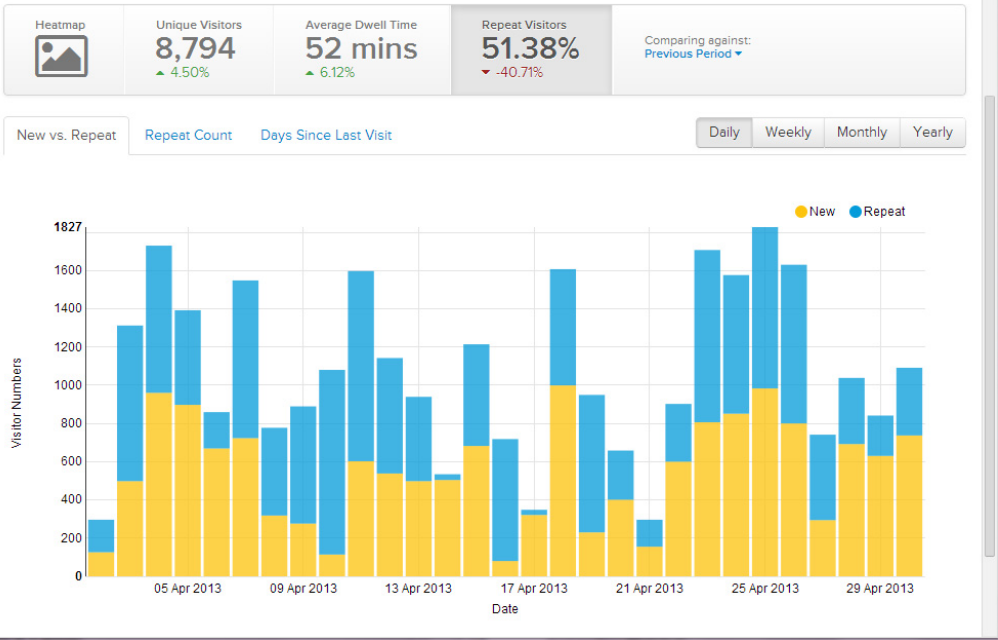 Heatmap
Unique Visitors
8,794
4.50%
Average Dwell Time
52 mins
6.12%
Repeat Visitors
51.38%
-40.71%
Comparing against:
Previous Period
New vs. Repeat
Repeat Count
Days Since Last Visit
Daily
Weekly
Monthly
Yearly
New
Repeat
1827
1600
1400
1200
1000
800
600
400
200
0
Visitor Numbers
05 Apr 2013
09 Apr 2013
13 Apr 2013
17 Apr 2013
21 Apr 2013
25 Apr 2013
29 Apr 2013
Date